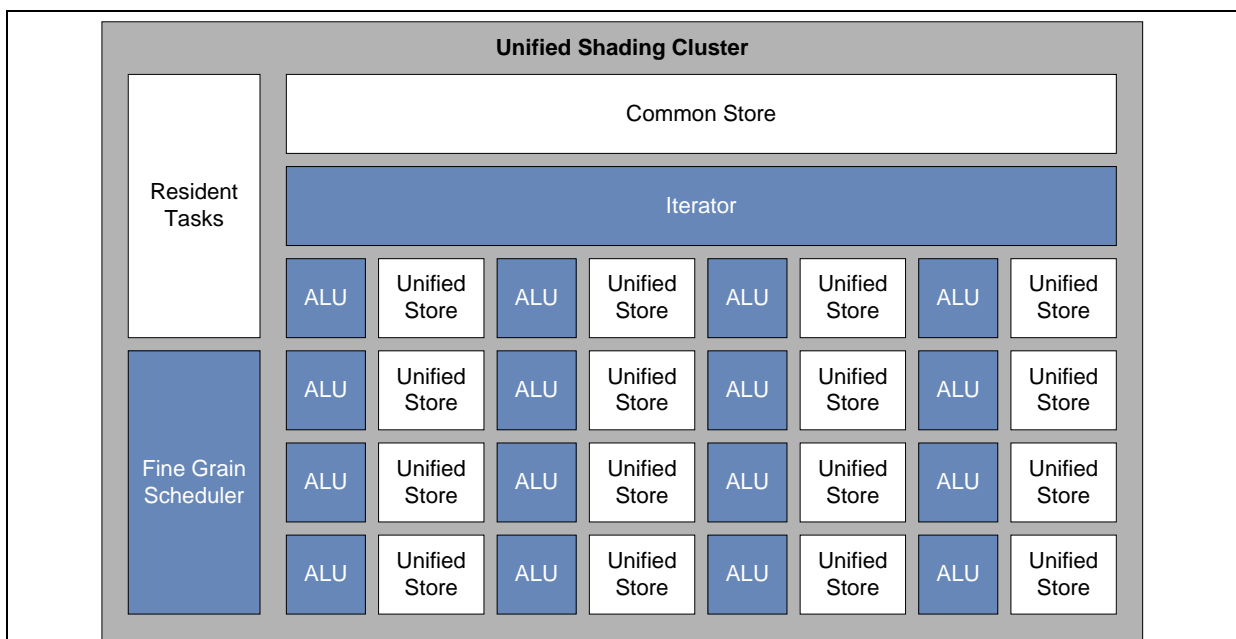 Unified Shading Cluster
Resident
Tasks
Common Store
Iterator
ALU
Unified
Store
ALU
Unified
Store
ALU
Unified
Store
ALU
Unified
Store
Fine Grain
Scheduler
ALU
Unified
Store
ALU
Unified
Store
ALU
Unified
Store
ALU
Unified
Store
ALU
Unified
Store
ALU
Unified
Store
ALU
Unified
Store
ALU
Unified
Store
ALU
Unified
Store
ALU
Unified
Store
ALU
Unified
Store
ALU
Unified
Store